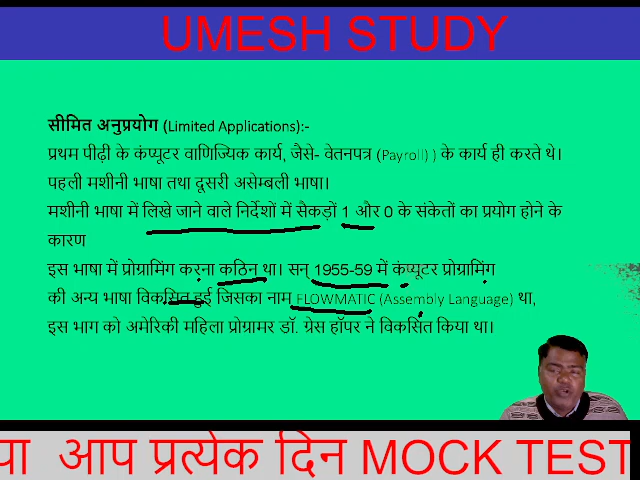 UMESH STUDY
सीमित अनुप्रयोग (Limited Applications):-
प्रथम पीढ़ी के कंप्यूटर वाणिज्यिक कार्य, जैसे- वेतनपत्र (Payroll) ) के कार्य ही करते थे।
पहली मशीनी भाषा तथा दूसरी असेम्बली भाषा।
मशीनी भाषा में लिखे जाने वाले निर्देशों में सैकड़ों 1 और 0 के संकेतों का प्रयोग होने के
कारण
इस भाषा में प्रोग्रामिंग करना कठिन था। सन् 1955-59 में कंप्यूटर प्रोग्रामिंग
की अन्य भाषा विकसित हुई जिसका नाम FLOWMATIC (Assembly Language) था,
इस भाग को अमेरिकी महिला प्रोग्रामर डॉ. ग्रेस हॉपर ने विकसित किया था।
या आप प्रत्येक दिन MOCK TEST